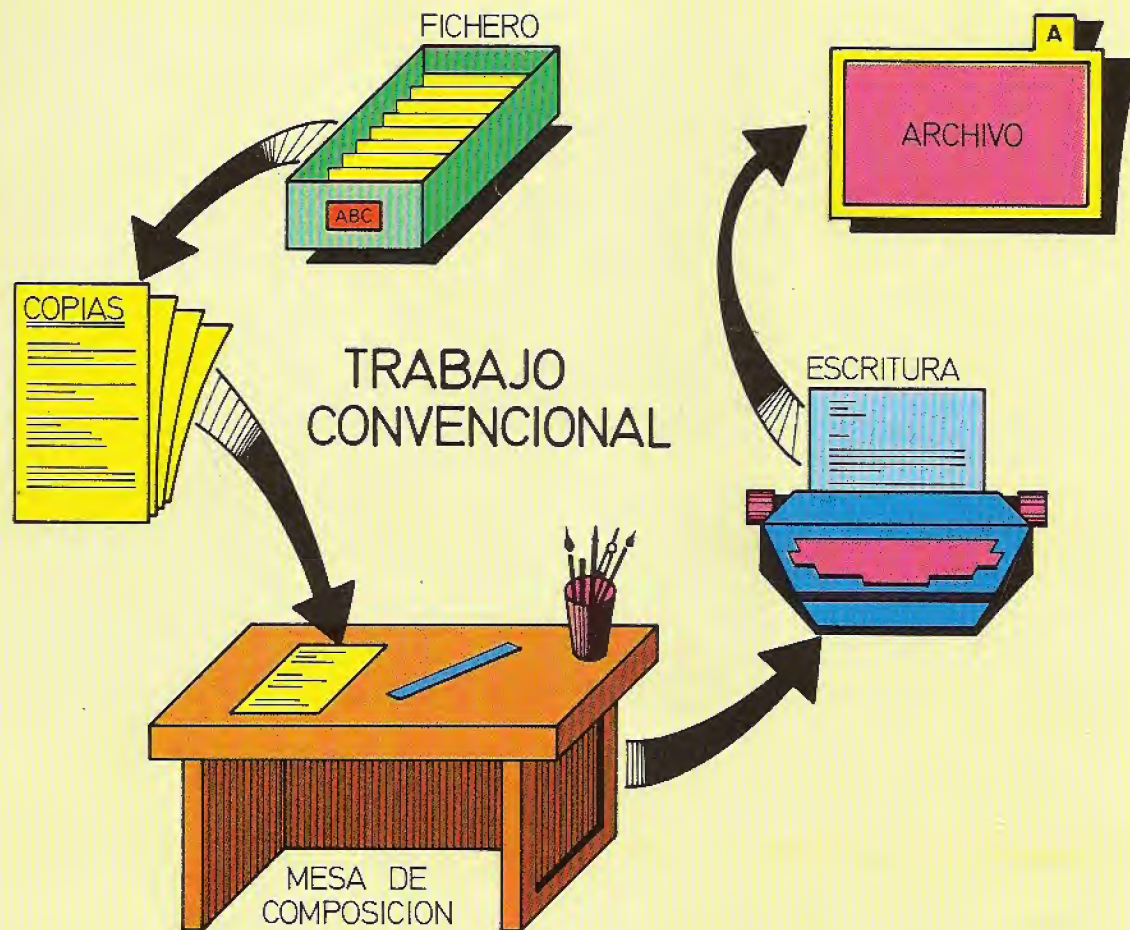 FICHERO
ABC
COPIAS
TRABAJO
CONVENCIONAL
MESA DE
COMPOSICION
ESCRITURA
A
ARCHIVO